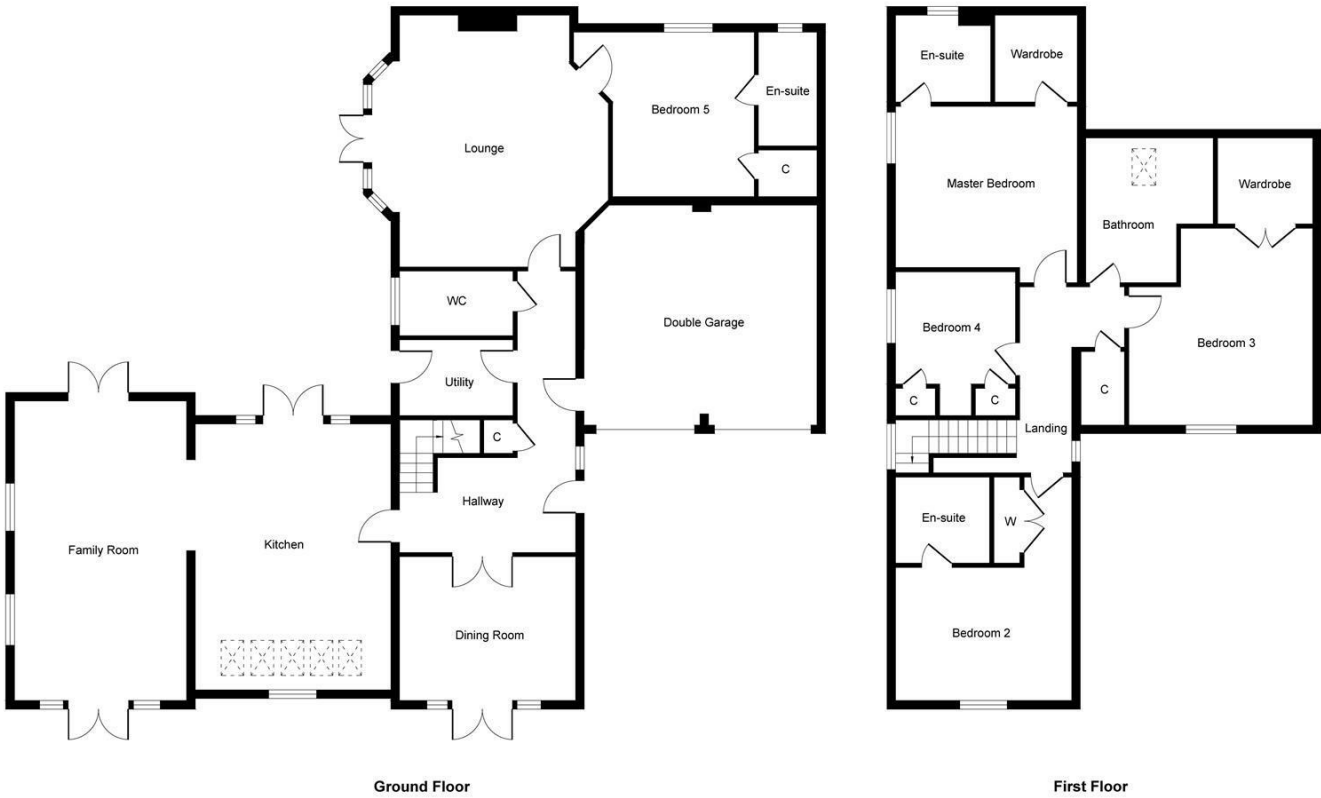 Lounge
Bedroom 5
En-suite
C
WC
Double Garage
Utility
C
Hallway
Family Room
Kitchen
Dining Room
Ground Floor
En-suite
Wardrobe
Master Bedroom
Bathroom
Wardrobe
Bedroom 4
Bedroom 3
C
C
C
Landing
En-suite
W
Bedroom 2
First Floor